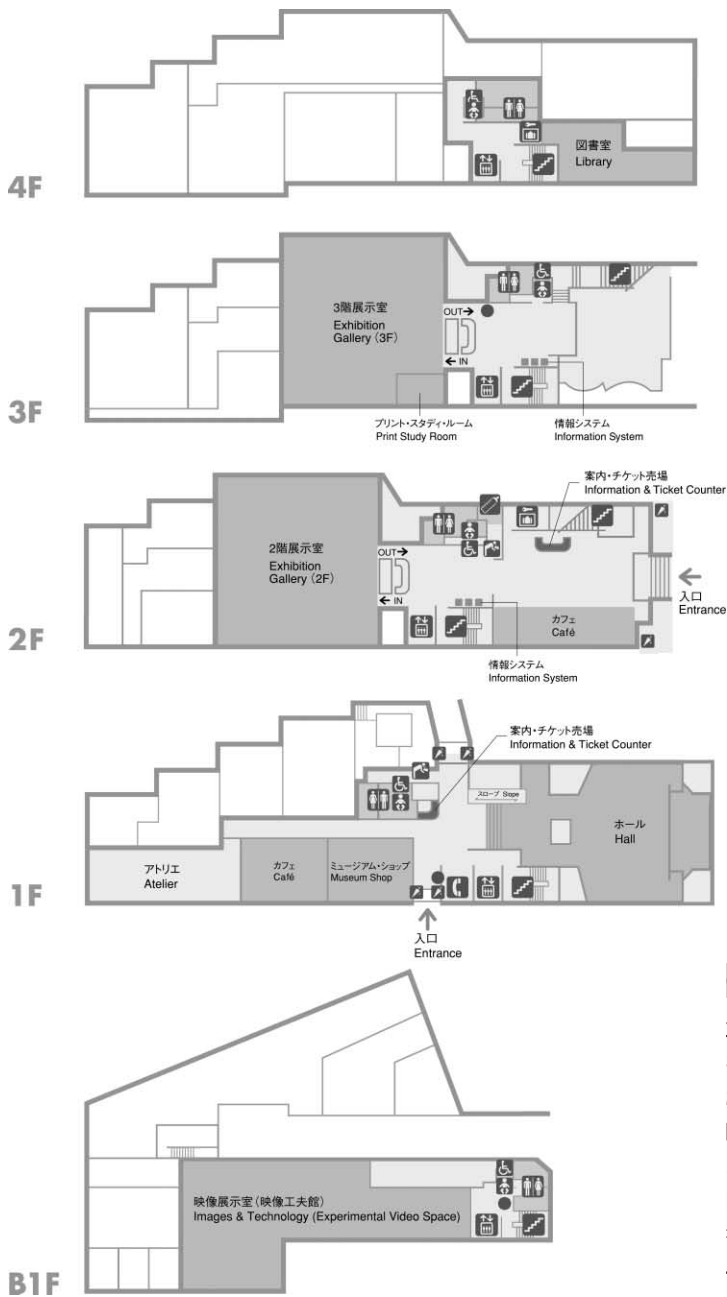 図書室
Library
4F
3階展示室
Exhibition
Gallery (3F)
OUT→
← IN
3F
プリント・スタディ・ルーム
Print Study Room
情報システム
Information System
案内・チケット売場
Information & Ticket Counter
2階展示室
Exhibition
Gallery (2F)
OUT→
← IN
入口
Entrance
カフェ
Café
2F
情報システム
Information System
案内・チケット売場
Information & Ticket Counter
スロープ Slope
ホール
Hall
アトリエ
Atelier
カフェ
Café
ミュージアム・ショップ
Museum Shop
1F
入口
Entrance
映像展示室(映像工夫館)
Images & Technology (Experimental Video Space)
B1F